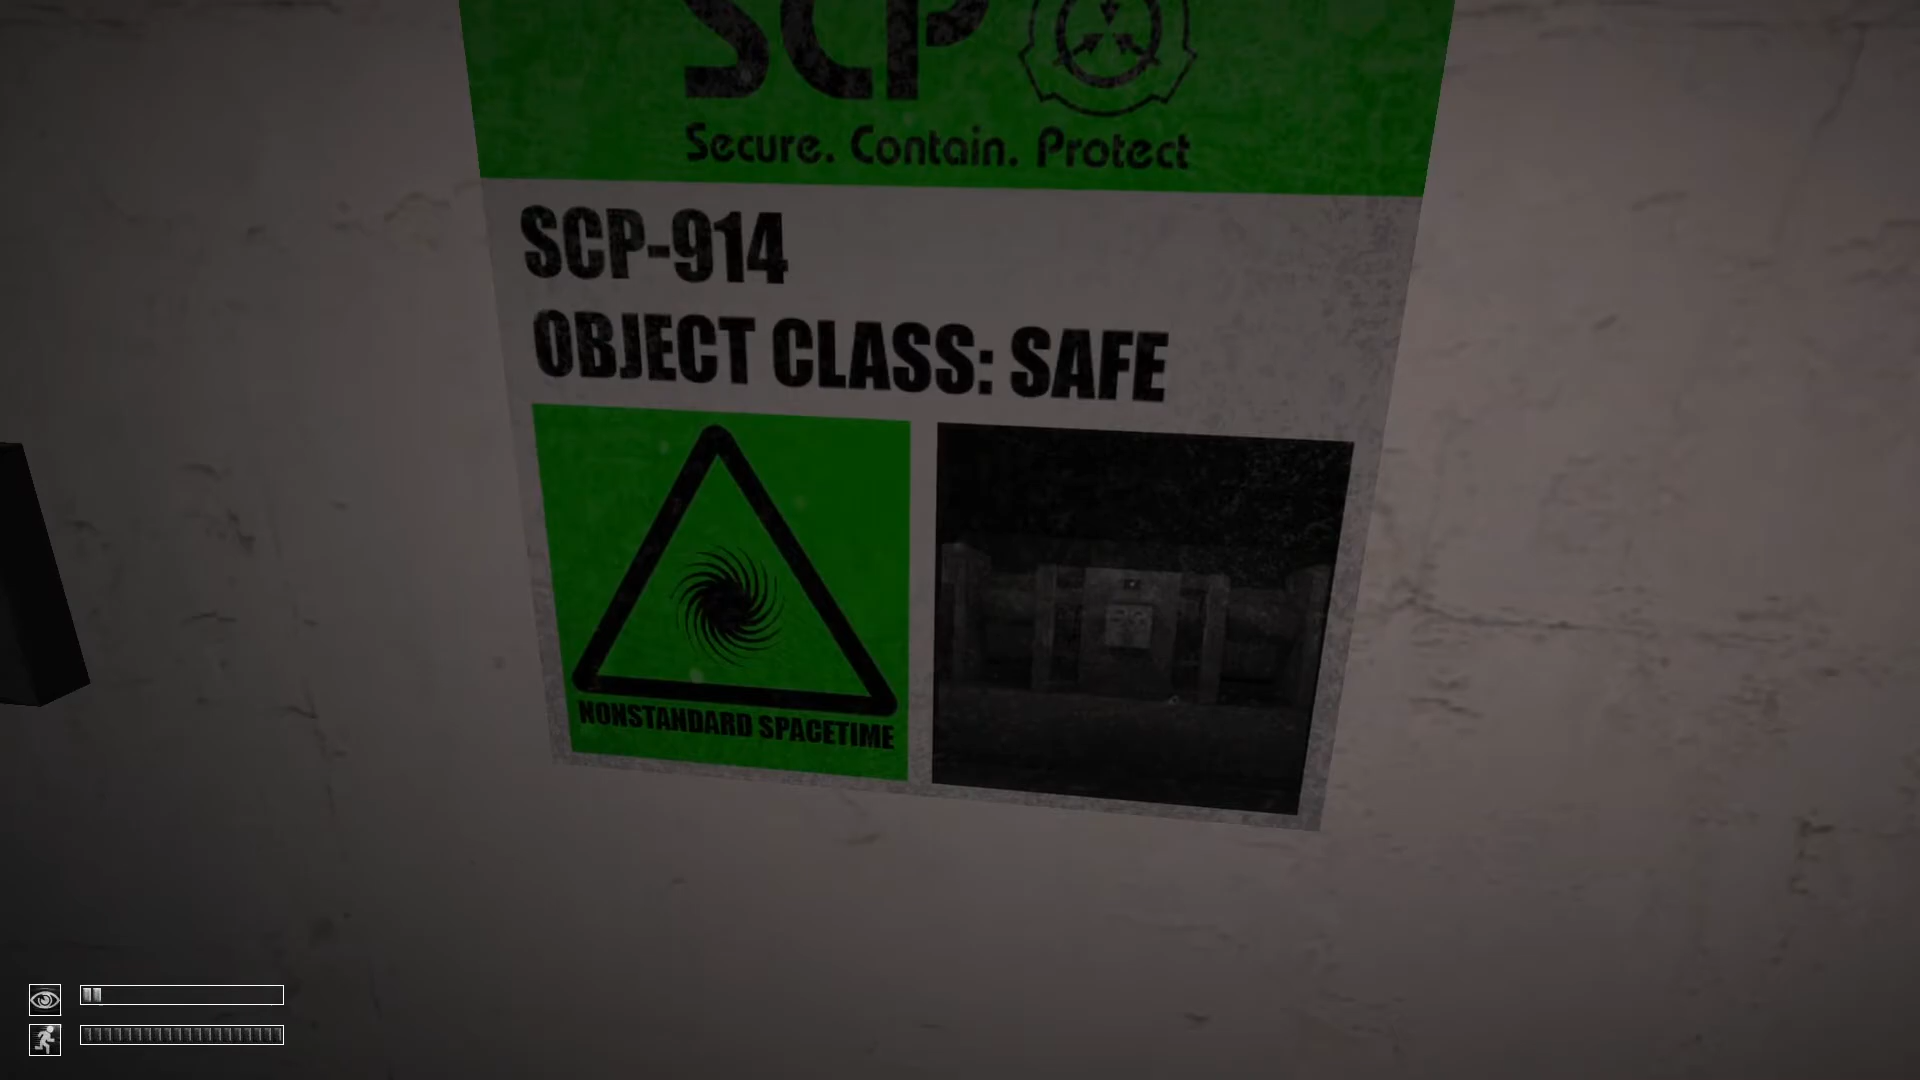 SCP
Secure. Contain. Protect
SCP-914
OBJECT CLASS: SAFE
NONSTANDARD SPACETIME